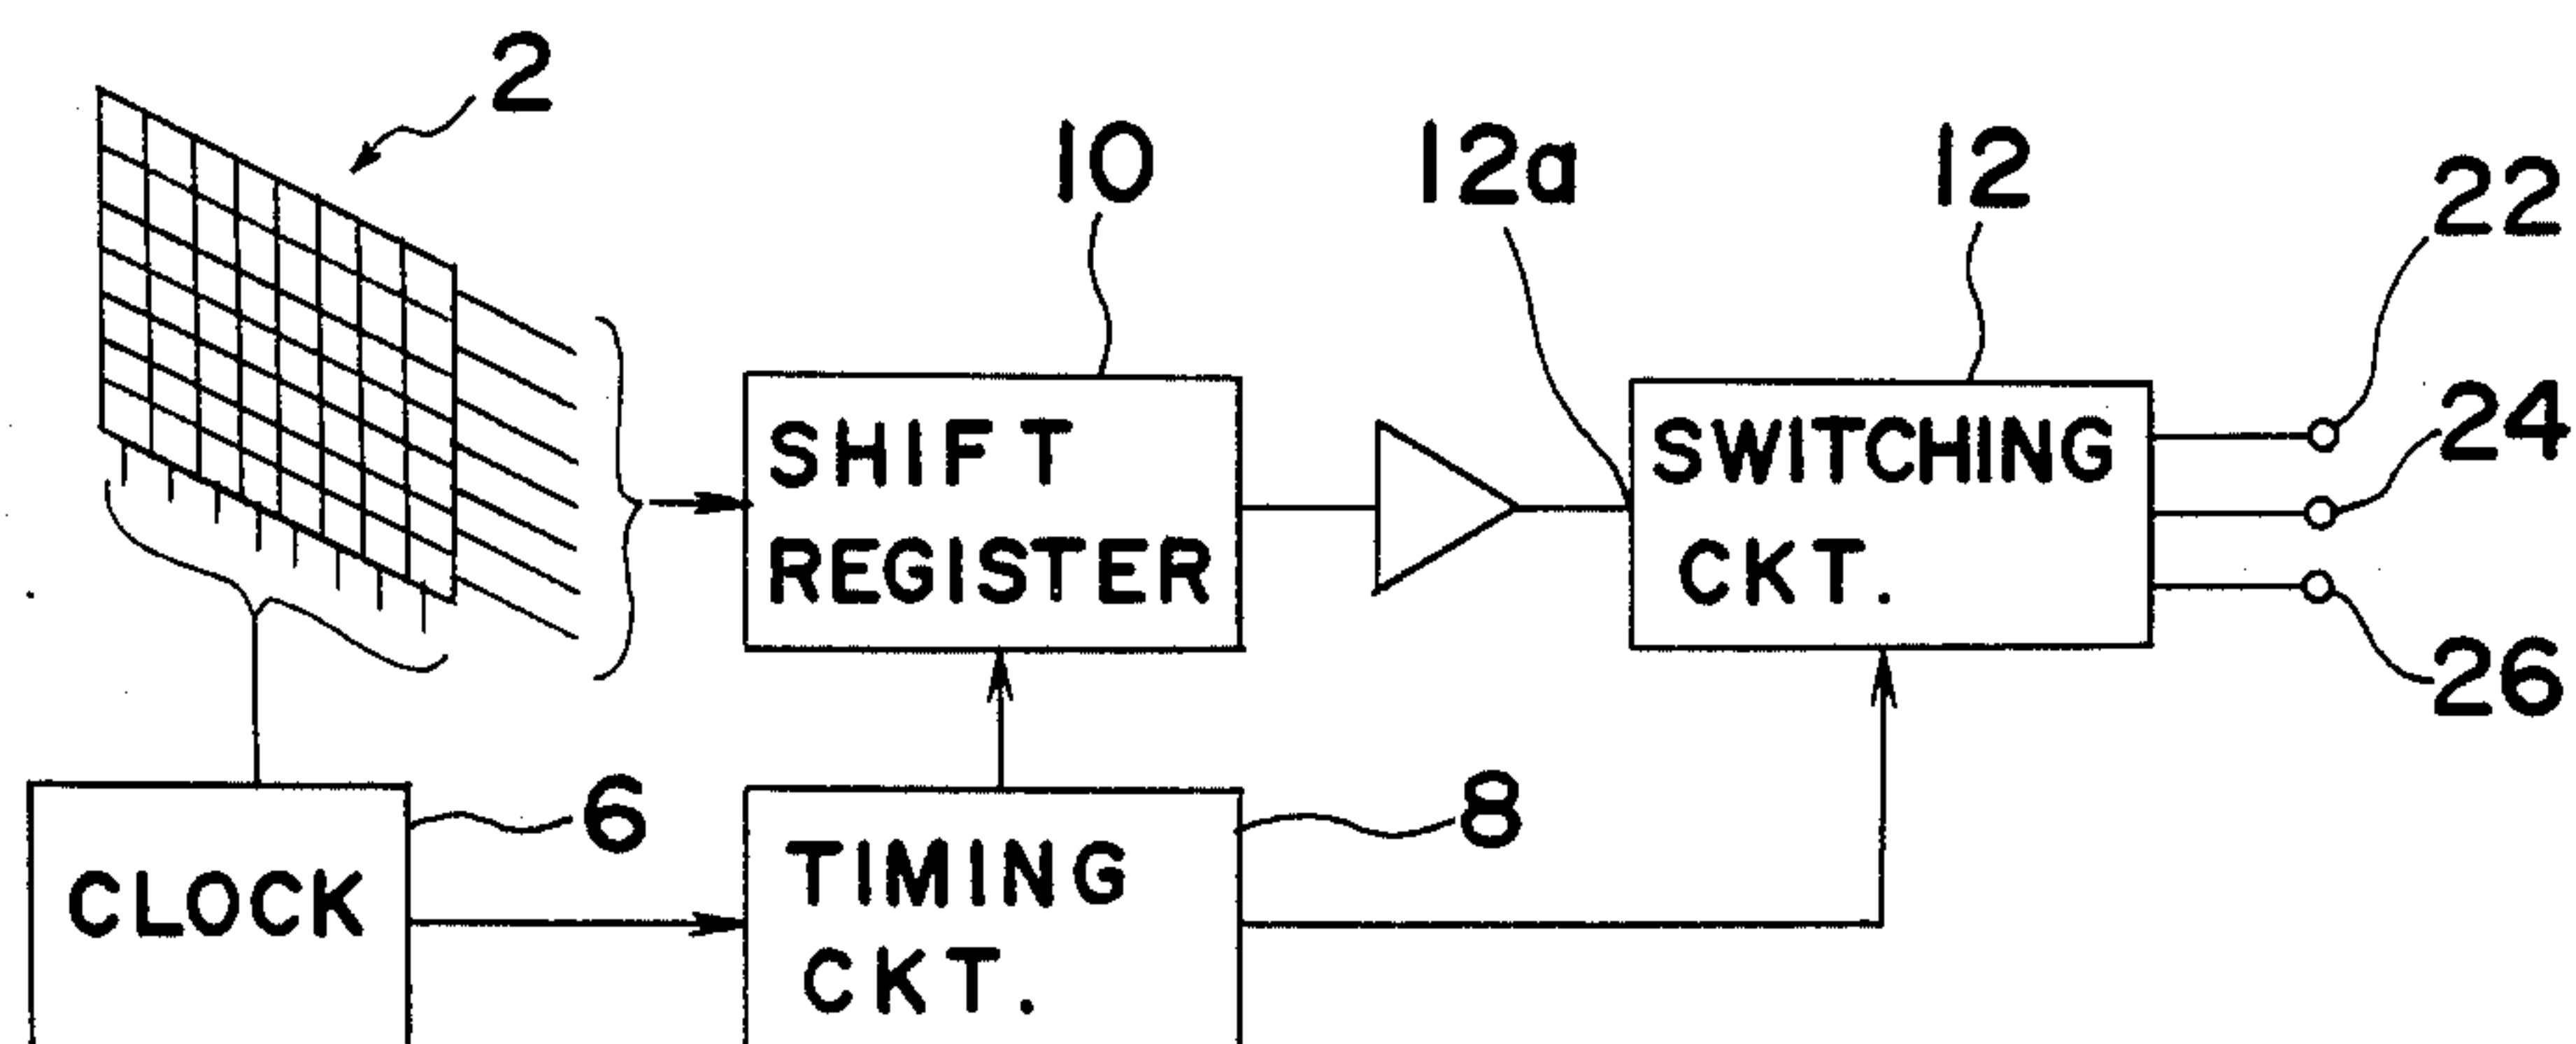 2
10
12a
12
22
SHIFT
REGISTER
SWITCHING
CKT.
24
26
6
8
CLOCK
TIMING
CKT.